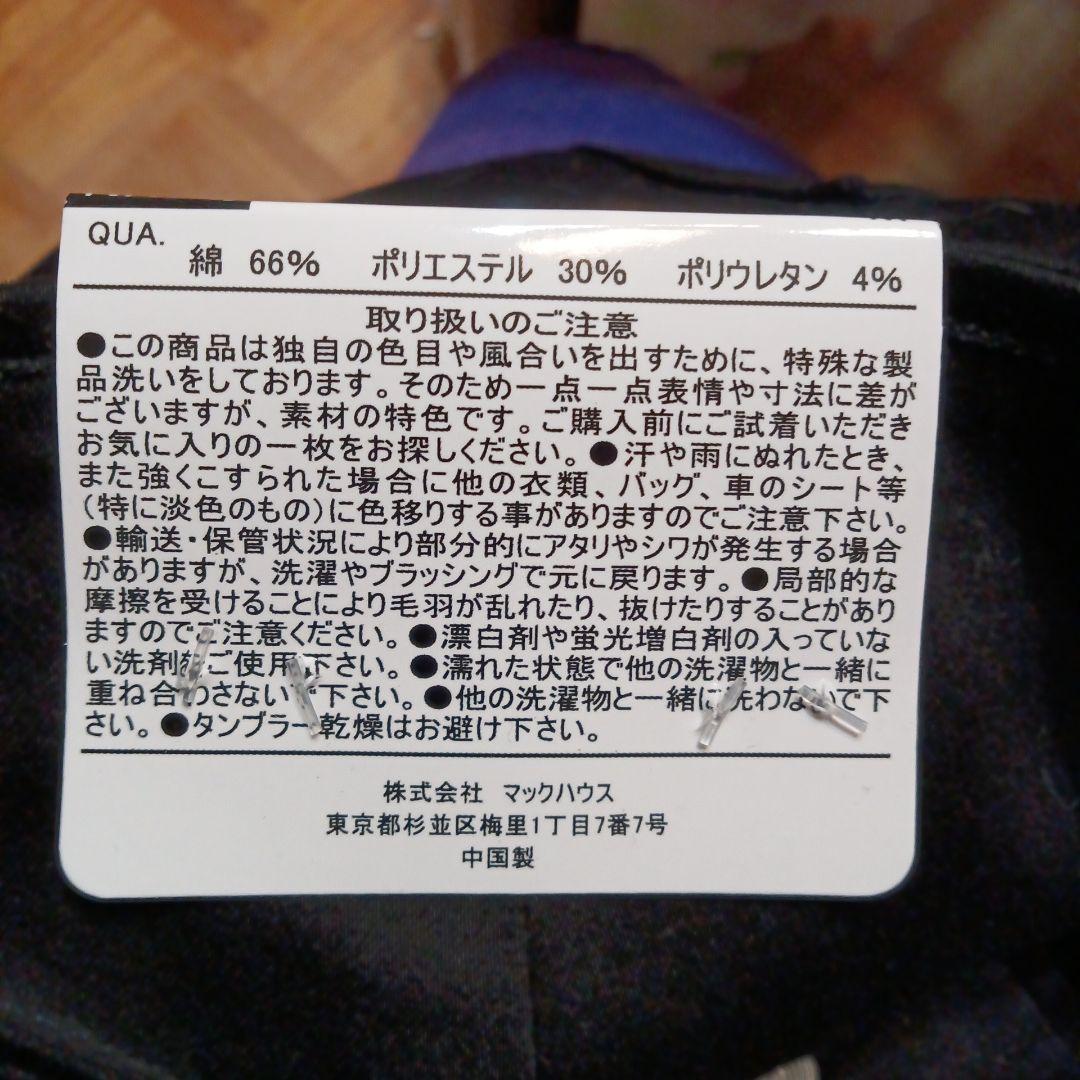 QUA.
綿 66% ポリエステル 30% ポリウレタン 4%
取り扱いのご注意
●この商品は独自の色目や風合いを出すために、特殊な製
品洗いをしております。そのため一点一点表情や寸法に差が
ございますが、素材の特色です。ご購入前にご試着いただき
お気に入りの一枚をお探しください。●汗や雨にぬれたとき、
また強くこすられた場合に他の衣類、バッグ、車のシート等
(特に淡色のもの)に色移りする事がありますのでご注意下さい。
●輸送・保管状況により部分的にアタリやシワが発生する場合
がありますが、洗濯やブラッシングで元に戻ります。●局部的な
摩擦を受けることにより毛羽が乱れたり、抜けたりすることがあり
ますのでご注意ください。●漂白剤や蛍光増白剤の入っていな
い洗剤をご使用下さい。●濡れた状態で他の洗濯物と一緒に
重ね合わさないで下さい。●他の洗濯物と一緒に洗わないで下
さい。●タンブラー乾燥はお避け下さい。
株式会社 マックハウス
東京都杉並区梅里1丁目7番7号
中国製